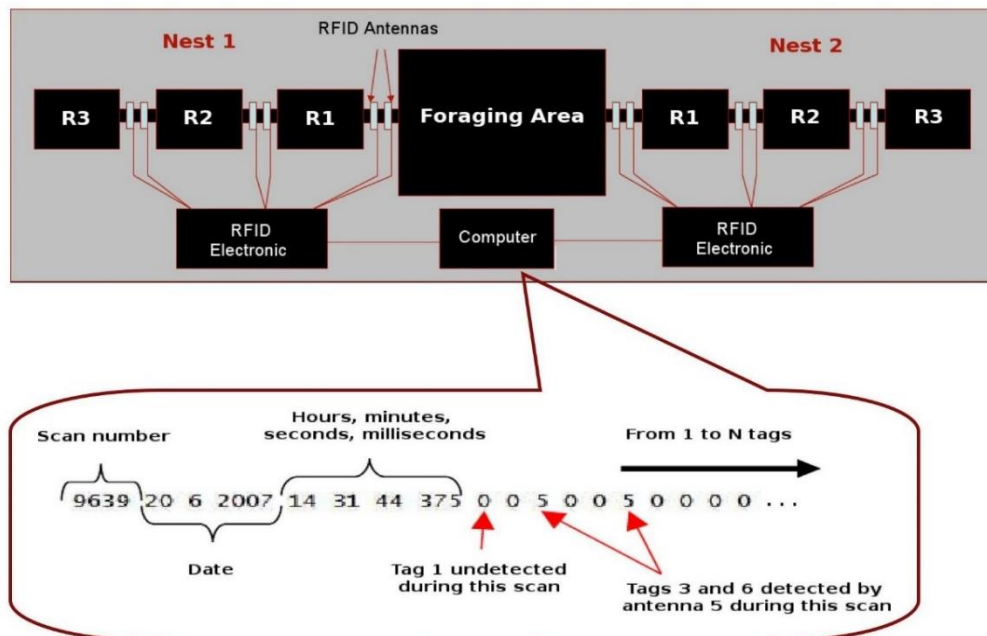 RFID Antennas
Nest 1
Nest 2
R3
R2
R1
Foraging Area
R1
R2
R3
RFID
Electronic
Computer
RFID
Electronic
Hours, minutes,
seconds, milliseconds
Scan number
From 1 to N tags
9639 20 6 2007 14 31 44 375 0 0 5 0 0 5 0 0 0 0 ...
Date
Tag 1 undetected
during this scan
Tags 3 and 6 detected by
antenna 5 during this scan